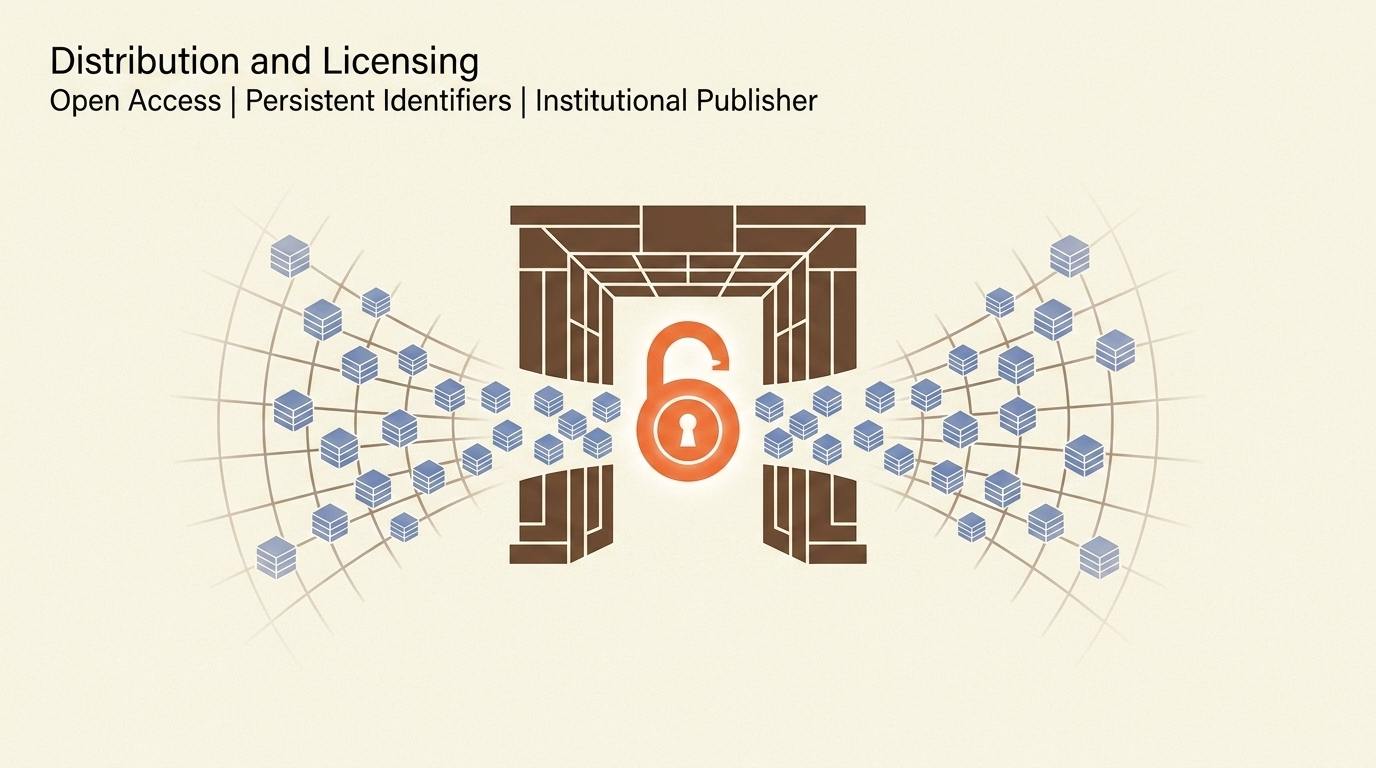 Distribution and Licensing
Open Access | Persistent Identifiers | Institutional Publisher